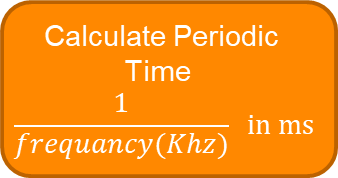 Calculate Periodic
Time
1
frequancy(Khz) in ms